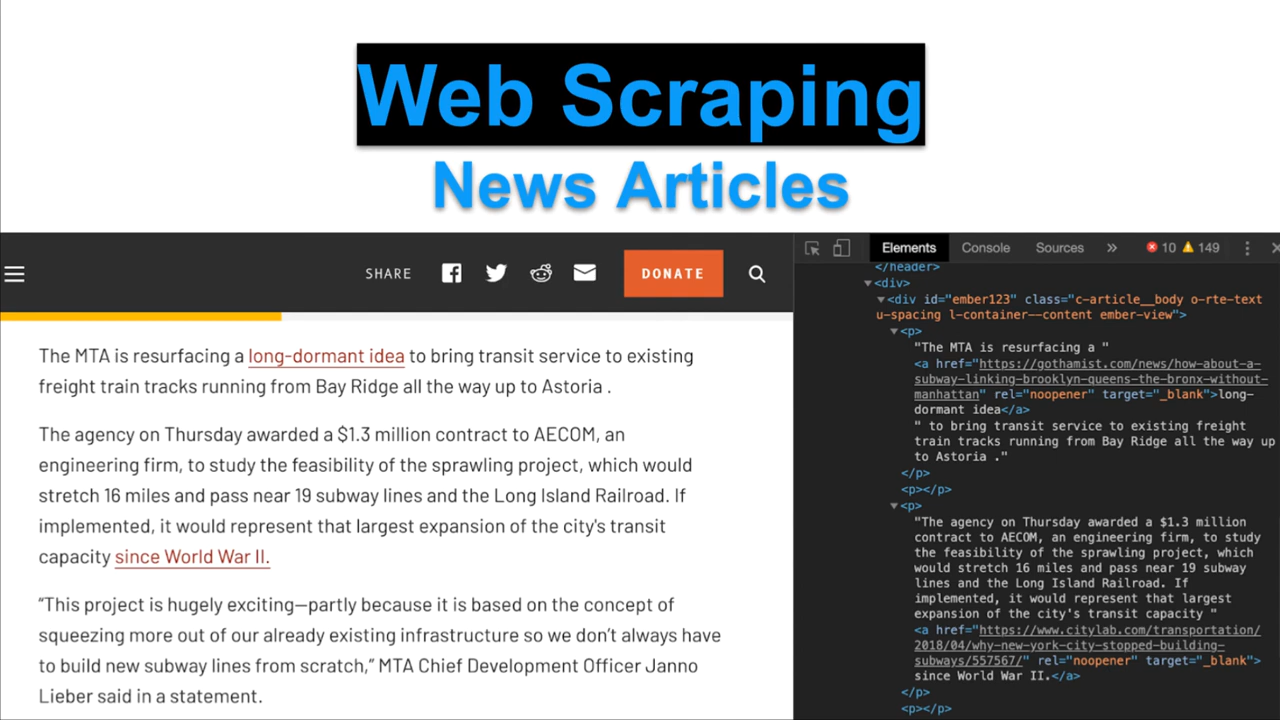 Web Scraping
News Articles
SHARE
DONATE
The MTA is resurfacing a long-dormant idea to bring transit service to existing
freight train tracks running from Bay Ridge all the way up to Astoria .
The agency on Thursday awarded a $1.3 million contract to AECOM, an
engineering firm, to study the feasibility of the sprawling project, which would
stretch 16 miles and pass near 19 subway lines and the Long Island Railroad. If
implemented, it would represent that largest expansion of the city's transit
capacity since World War II.
“This project is hugely exciting—partly because it is based on the concept of
squeezing more out of our already existing infrastructure so we don’t always have
to build new subway lines from scratch,” MTA Chief Development Officer Janno
Lieber said in a statement.
Elements Console Sources » 10 149
</header>
<div>
<div id="ember123" class="c-article__body o-rte-text
u-spacing l-container--content ember-view">
<p>
"The MTA is resurfacing a "
<a href="https://gothamist.com/news/how-about-a-
subway-linking-brooklyn-queens-the-bronx-without-
manhattan" rel="noopener" target="_blank">long-
dormant idea</a>
" to bring transit service to existing freight
train tracks running from Bay Ridge all the way up
to Astoria ."
</p>
<p></p>
<p>
"The agency on Thursday awarded a $1.3 million
contract to AECOM, an engineering firm, to study
the feasibility of the sprawling project, which
would stretch 16 miles and pass near 19 subway
lines and the Long Island Railroad. If
implemented, it would represent that largest
expansion of the city's transit capacity "
<a href="https://www.citylab.com/transportation/
2018/04/why-new-york-city-stopped-building-
subways/557567/" rel="noopener" target="_blank">
since World War II.</a>
</p>
<p></p>